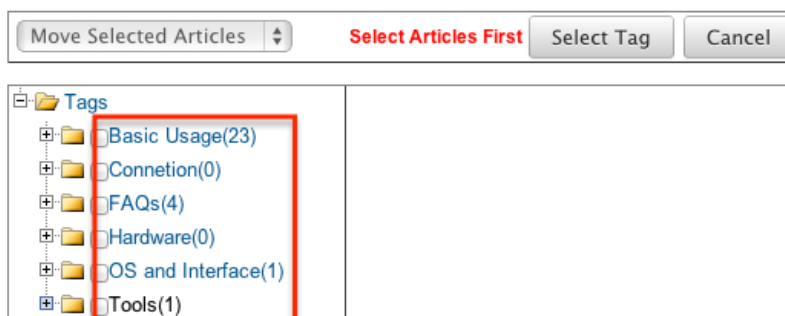 Move Selected Articles Select Articles First Select Tag Cancel
Tags
Basic Usage(23)
Connetion(0)
FAQs(4)
Hardware(0)
OS and Interface(1)
Tools(1)